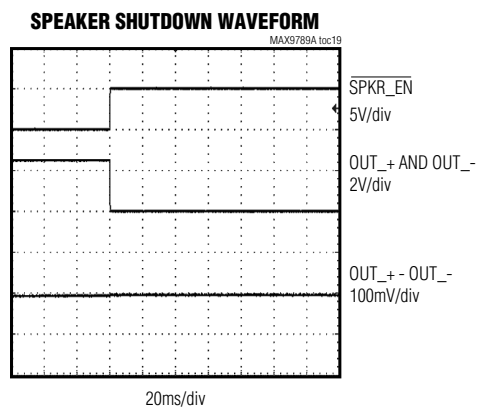 SPEAKER SHUTDOWN WAVEFORM
MAX9789A toc19
SPKR_EN
5V/div
OUT_+ AND OUT_-
2V/div
OUT_+ - OUT_-
100mV/div
20ms/div